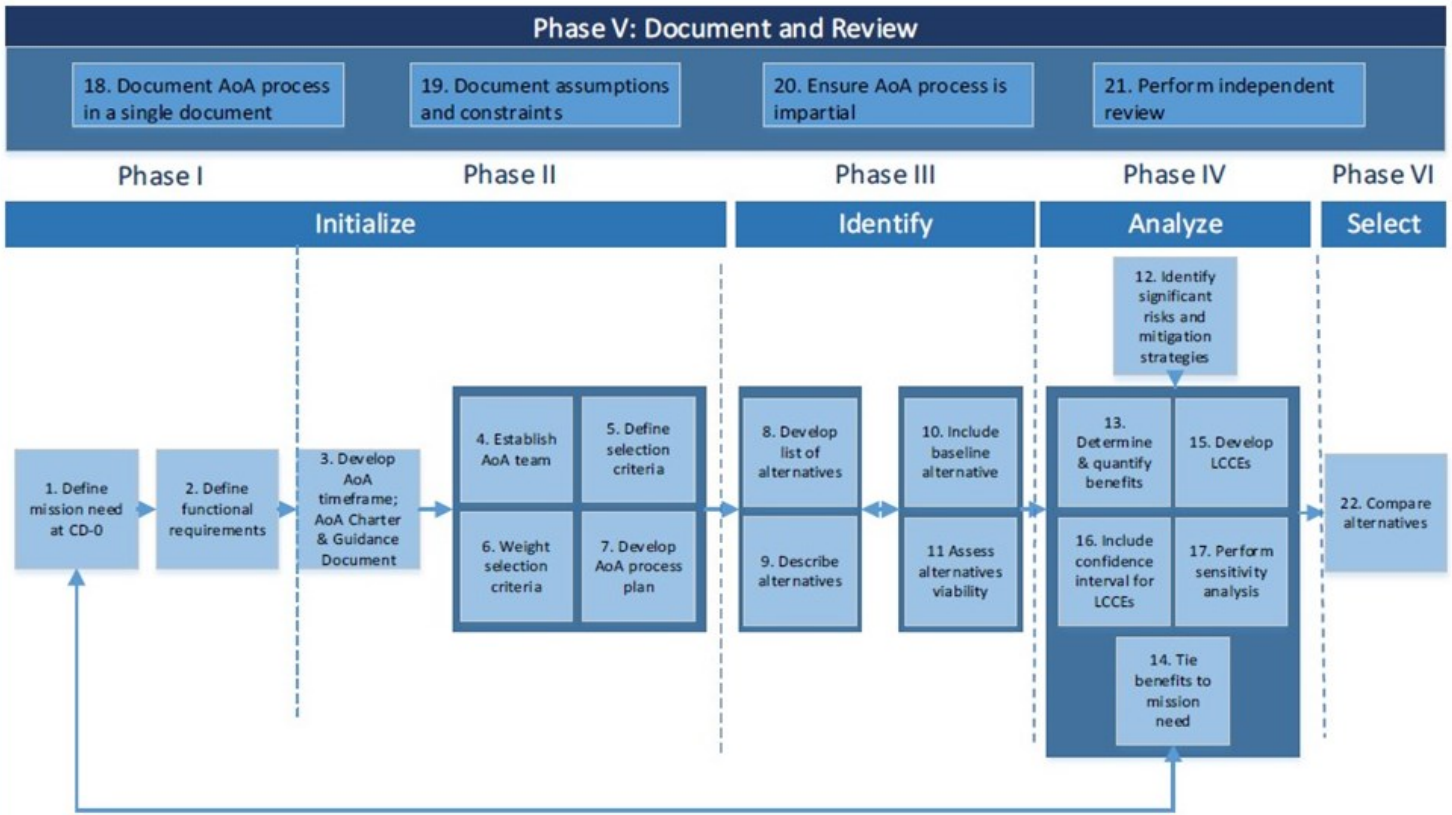 Phase V: Document and Review
18. Document AoA process
in a single document
19. Document assumptions
and constraints
20. Ensure AoA process is
impartial
21. Perform independent
review
Phase I
Phase II
Phase III
Phase IV
Phase VI
Initialize
Identify
Analyze
Select
1. Define
mission need
at CD-0
2. Define
functional
requirements
3. Develop
AoA
timeframe;
AoA Charter
& Guidance
Document
4. Establish
AoA team
5. Define
selection
criteria
6. Weight
selection
criteria
7. Develop
AoA process
plan
8. Develop
list of
alternatives
9. Describe
alternatives
10. Include
baseline
alternative
11 Assess
alternatives
viability
12. Identify
significant
risks and
mitigation
strategies
13.
Determine
& quantify
benefits
15. Develop
LCCEs
16. Include
confidence
interval for
LCCEs
17. Perform
sensitivity
analysis
14. Tie
benefits to
mission
need
22. Compare
alternatives